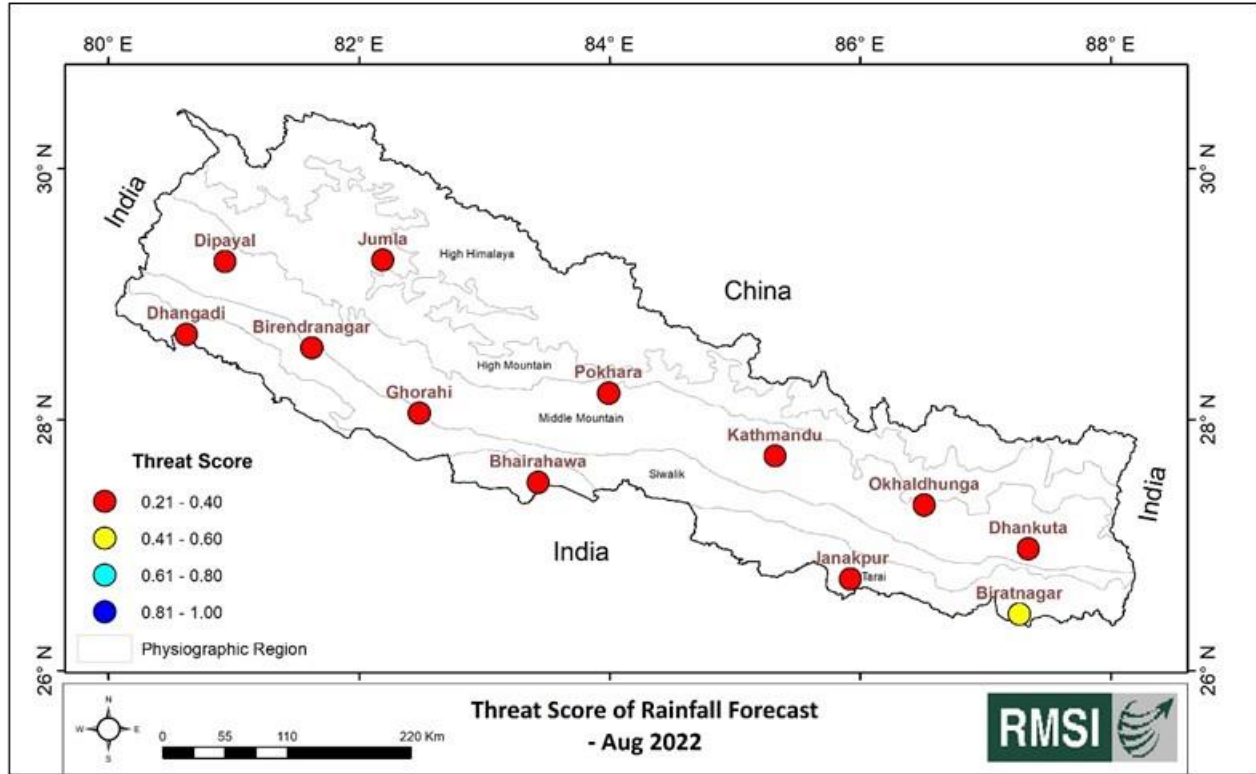 80° E
82° E
84° E
86° E
88° E
30° N
30° N
India
Dipayal
Jumla
High Himalaya
China
Dhangadi
Birendranagar
High Mountain
Pokhara
Ghorahi
Middle Mountain
28° N
28° N
Kathmandu
Bhairahawa
Siwalik
Okhaldhunga
India
Dhankuta
India
Janakpur
Tarai
Biratnagar
Threat Score
0.21 - 0.40
0.41 - 0.60
0.61 - 0.80
0.81 - 1.00
Physiographic Region
26° N
26° N
N
W
E
S
0 55 110 220 Km
Threat Score of Rainfall Forecast
- Aug 2022
RMSI